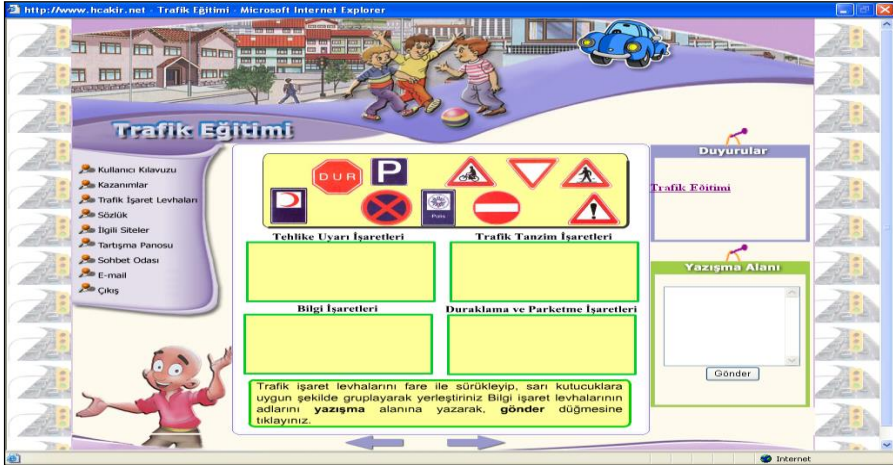 http://www.hcakir.net - Trafik Eğitimi - Microsoft Internet Explorer
Trafik Eğitimi
Kullanıcı Kılavuzu
Kazanımlar
Trafik İşaret Levhaları
Sözlük
İlgili Siteler
Tartışma Panosu
Sohbet Odası
E-mail
Çıkış
DUR
P
Polis
Tehlike Uyarı İşaretleri
Trafik Tanzim İşaretleri
Bilgi İşaretleri
Duraklama ve Parketme İşaretleri
Trafik işaret levhalarını fare ile sürükleyip, sarı kutucuklara
uygun şekilde gruplayarak yerleştiriniz Bilgi işaret levhalarının
adlarını yazışma alanına yazarak, gönder düğmesine
tıklayınız.
Duyurular
Trafik Eðitimi
Yazışma Alanı
Gönder
Internet